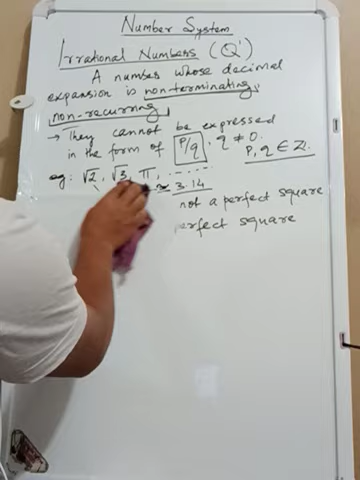 Number System
Irrational Numbers (Q')
A number whose decimal
expansion is non-terminating,
non-recurring,
→ They cannot be expressed
in the form of p/q, q ≠ 0.
p, q ∈ Z.
eg: √2, √3, π, ......
≈ 3.14
not a perfect square
perfect square